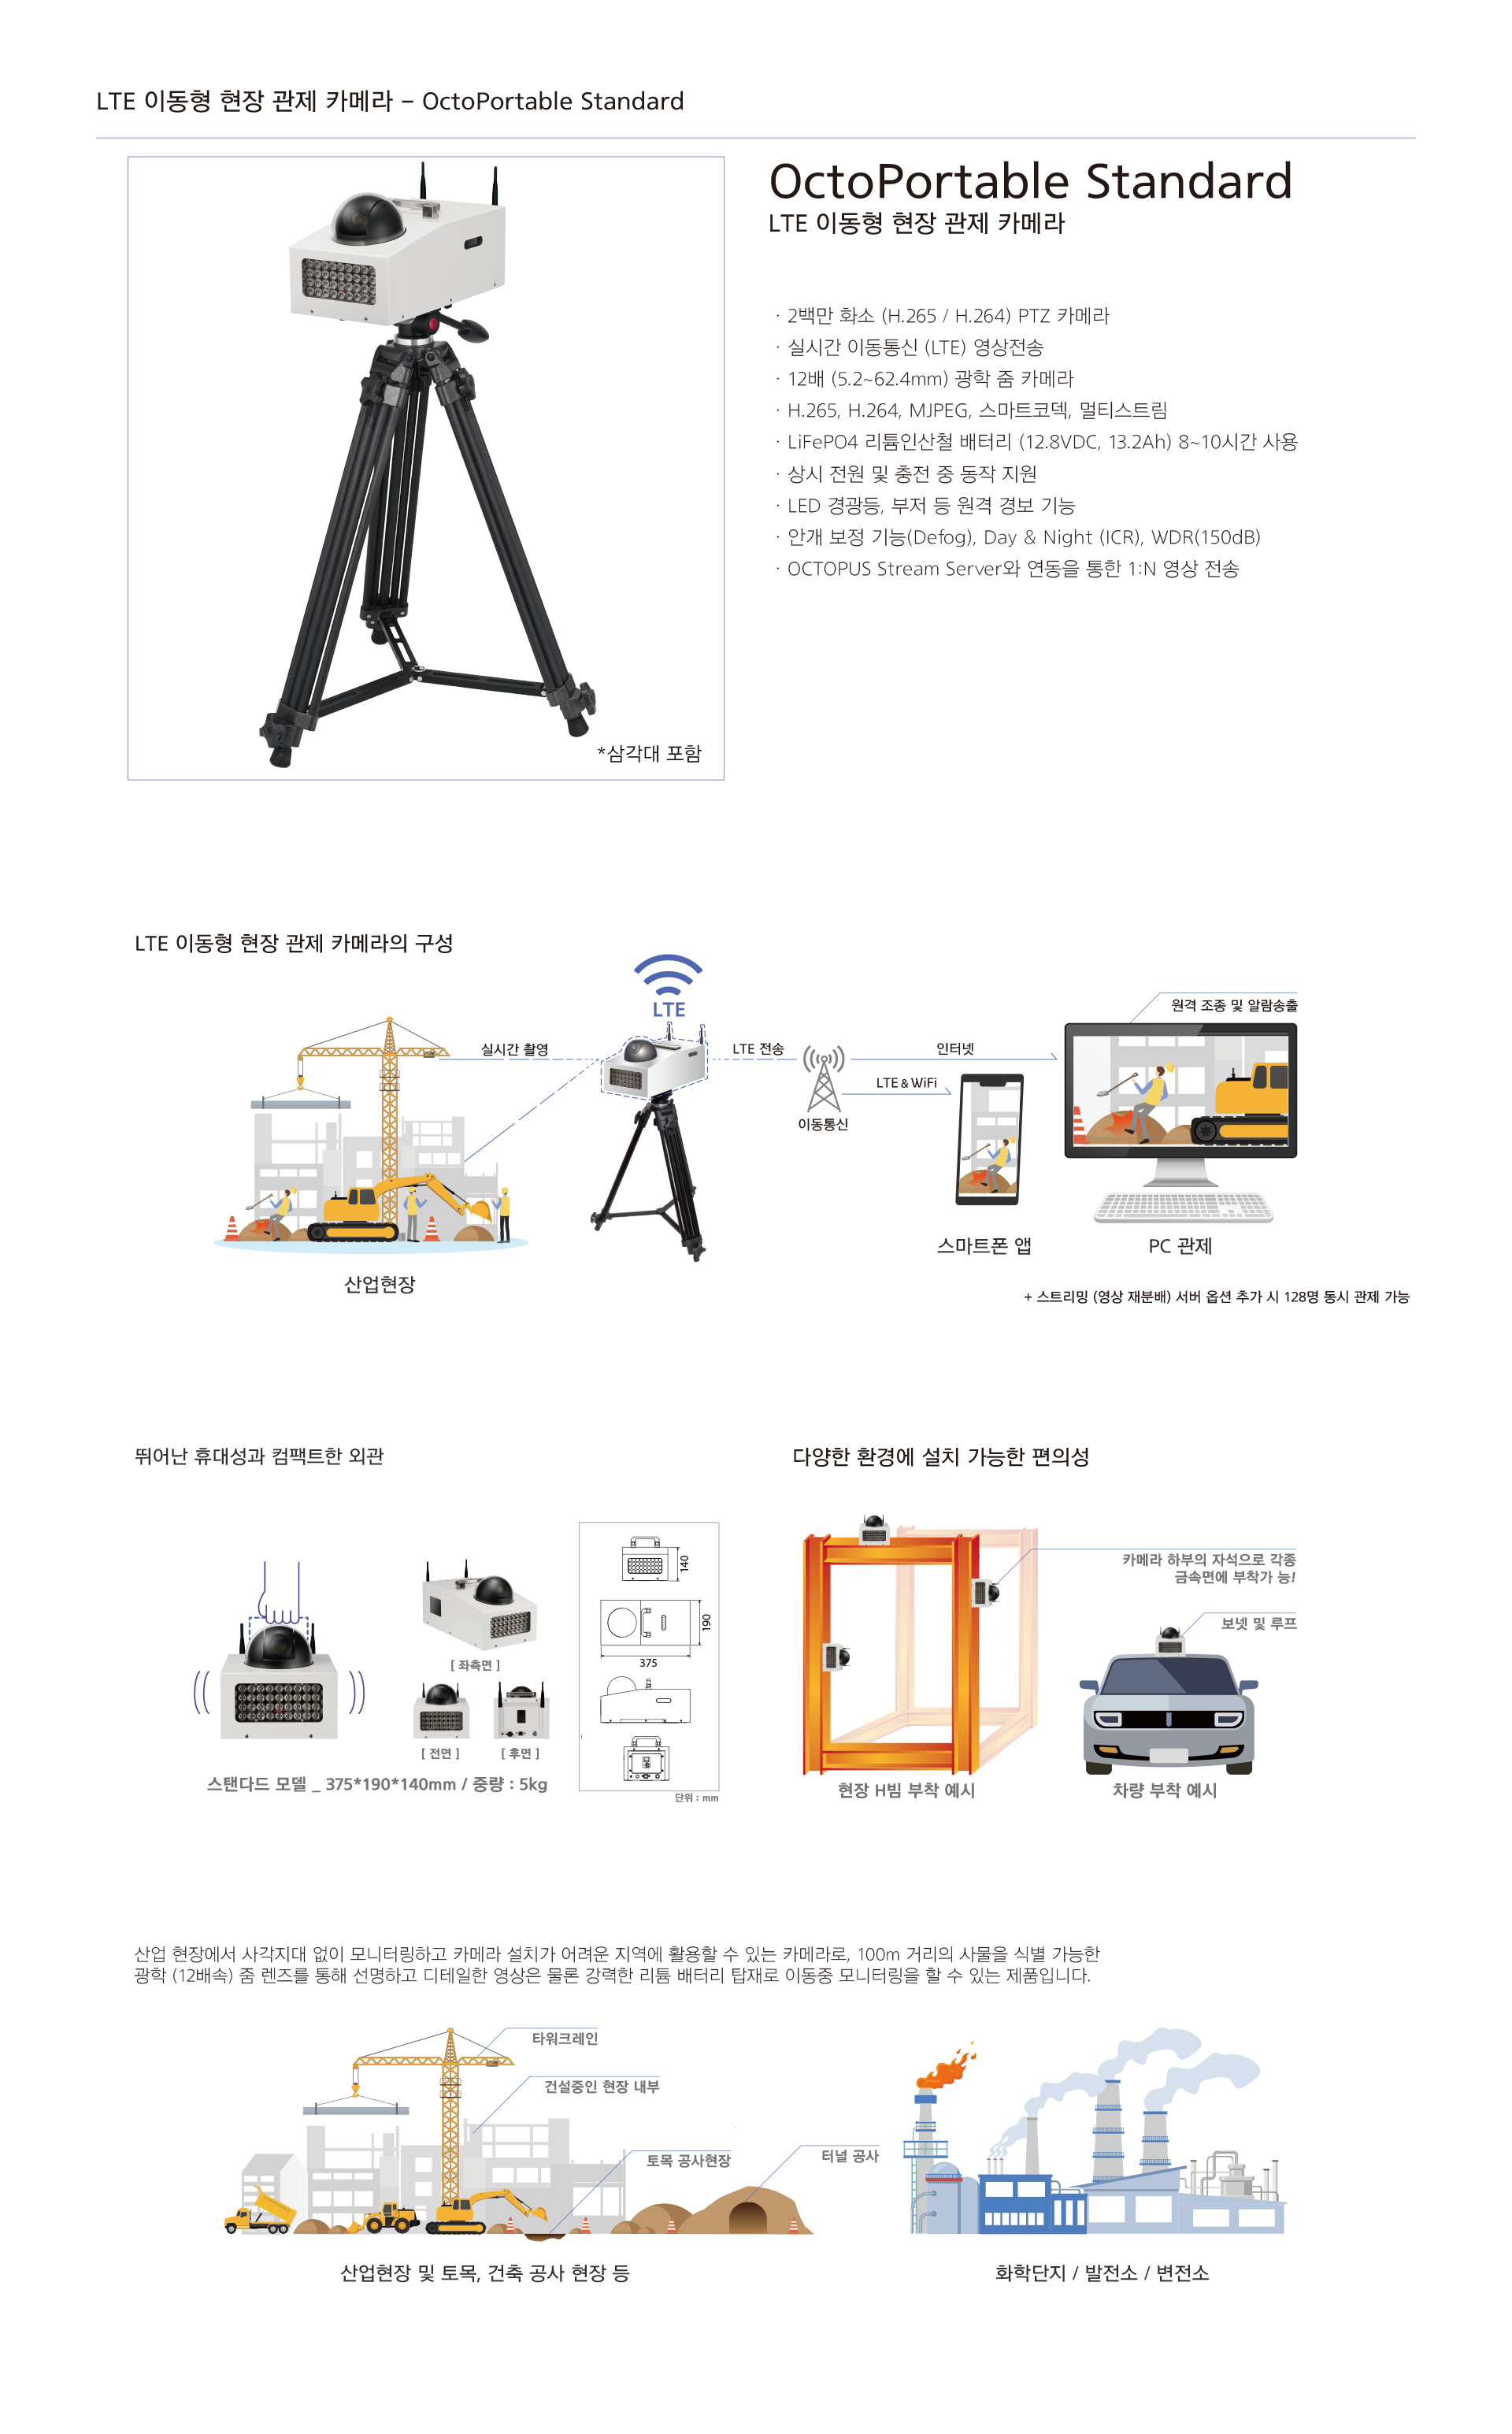 LTE 이동형 현장 관제 카메라 – OctoPortable Standard
*삼각대 포함
OctoPortable Standard
LTE 이동형 현장 관제 카메라
· 2백만 화소 (H.265 / H.264) PTZ 카메라
· 실시간 이동통신 (LTE) 영상전송
· 12배 (5.2~62.4mm) 광학 줌 카메라
· H.265, H.264, MJPEG, 스마트코덱, 멀티스트림
· LiFePO4 리튬인산철 배터리 (12.8VDC, 13.2Ah) 8~10시간 사용
· 상시 전원 및 충전 중 동작 지원
· LED 경광등, 부저 등 원격 경보 기능
· 안개 보정 기능(Defog), Day & Night (ICR), WDR(150dB)
· OCTOPUS Stream Server와 연동을 통한 1:N 영상 전송
LTE 이동형 현장 관제 카메라의 구성
LTE
원격 조종 및 알람송출
실시간 촬영
LTE 전송
인터넷
LTE & WiFi
이동통신
스마트폰 앱
PC 관제
산업현장
+ 스트리밍 (영상 재분배) 서버 옵션 추가 시 128명 동시 관제 가능
뛰어난 휴대성과 컴팩트한 외관
[ 좌측면 ]
[ 전면 ]
[ 후면 ]
스탠다드 모델 _ 375*190*140mm / 중량 : 5kg
140
190
375
단위 : mm
다양한 환경에 설치 가능한 편의성
카메라 하부의 자석으로 각종
금속면에 부착가 능!
보넷 및 루프
현장 H빔 부착 예시
차량 부착 예시
산업 현장에서 사각지대 없이 모니터링하고 카메라 설치가 어려운 지역에 활용할 수 있는 카메라로, 100m 거리의 사물을 식별 가능한
광학 (12배속) 줌 렌즈를 통해 선명하고 디테일한 영상은 물론 강력한 리튬 배터리 탑재로 이동중 모니터링을 할 수 있는 제품입니다.
타워크레인
건설중인 현장 내부
토목 공사현장
터널 공사
산업현장 및 토목, 건축 공사 현장 등
화학단지 / 발전소 / 변전소